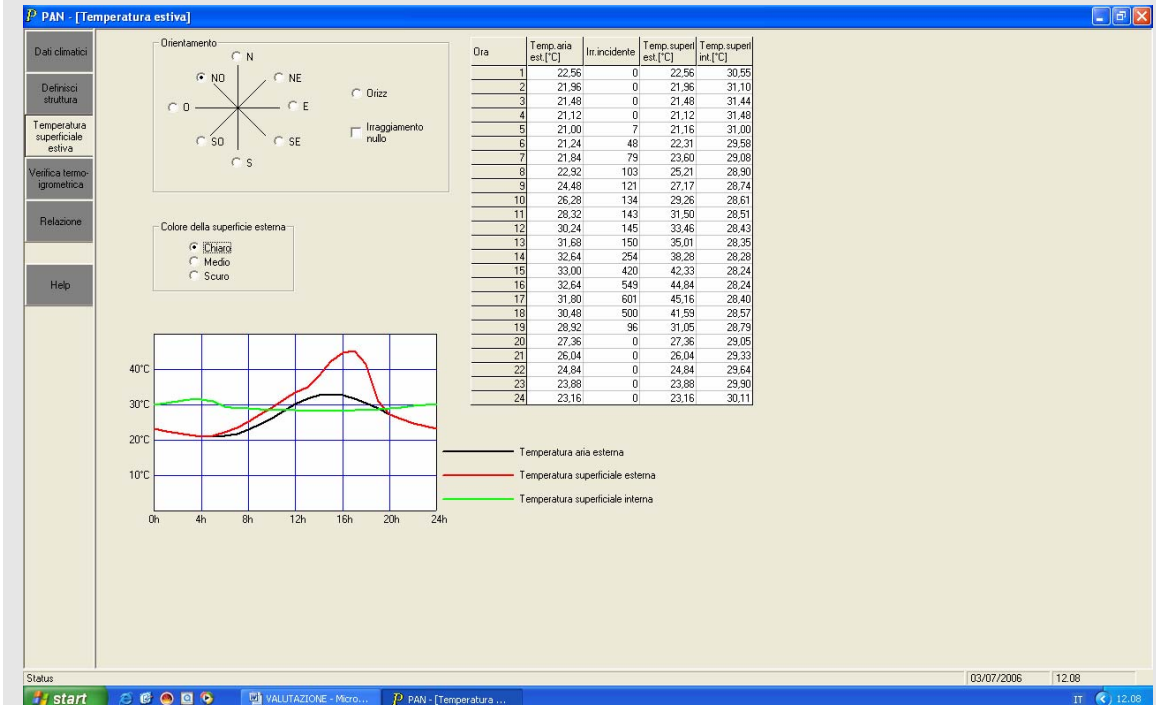 PAN - [Temperatura estiva]
Dati climatici
Definisci
struttura
Temperatura
superficiale
estiva
Verifica termo-
igrometrica
Relazione
Help
Orientamento
N
NO
NE
O
E
SO
SE
S
Orizz
Irraggiamento
nullo
Colore della superficie esterna
Chiaro
Medio
Scuro
Ora Temp.aria est.[°C] Irr.incidente Temp.superl est.[°C] Temp.superl int.[°C]
1 22,56 0 22,56 30,55
2 21,96 0 21,96 31,10
3 21,48 0 21,48 31,44
4 21,12 0 21,12 31,48
5 21,00 7 21,16 31,00
6 21,24 48 22,31 29,58
7 21,84 79 23,60 29,08
8 22,92 103 25,21 28,90
9 24,48 121 27,17 28,74
10 26,28 134 29,26 28,61
11 28,32 143 31,50 28,51
12 30,24 145 33,46 28,43
13 31,68 150 35,01 28,35
14 32,64 254 38,28 28,28
15 33,00 420 42,33 28,24
16 32,64 549 44,84 28,24
17 31,80 601 45,16 28,40
18 30,48 500 41,59 28,57
19 28,92 96 31,05 28,79
20 27,36 0 27,36 29,05
21 26,04 0 26,04 29,33
22 24,84 0 24,84 29,64
23 23,88 0 23,88 29,90
24 23,16 0 23,16 30,11
40°C
30°C
20°C
10°C
0h 4h 8h 12h 16h 20h 24h
Temperatura aria esterna
Temperatura superficiale esterna
Temperatura superficiale interna
Status 03/07/2006 12.08
start VALUTAZIONE - Micro... PAN - [Temperatura ... IT 12.08